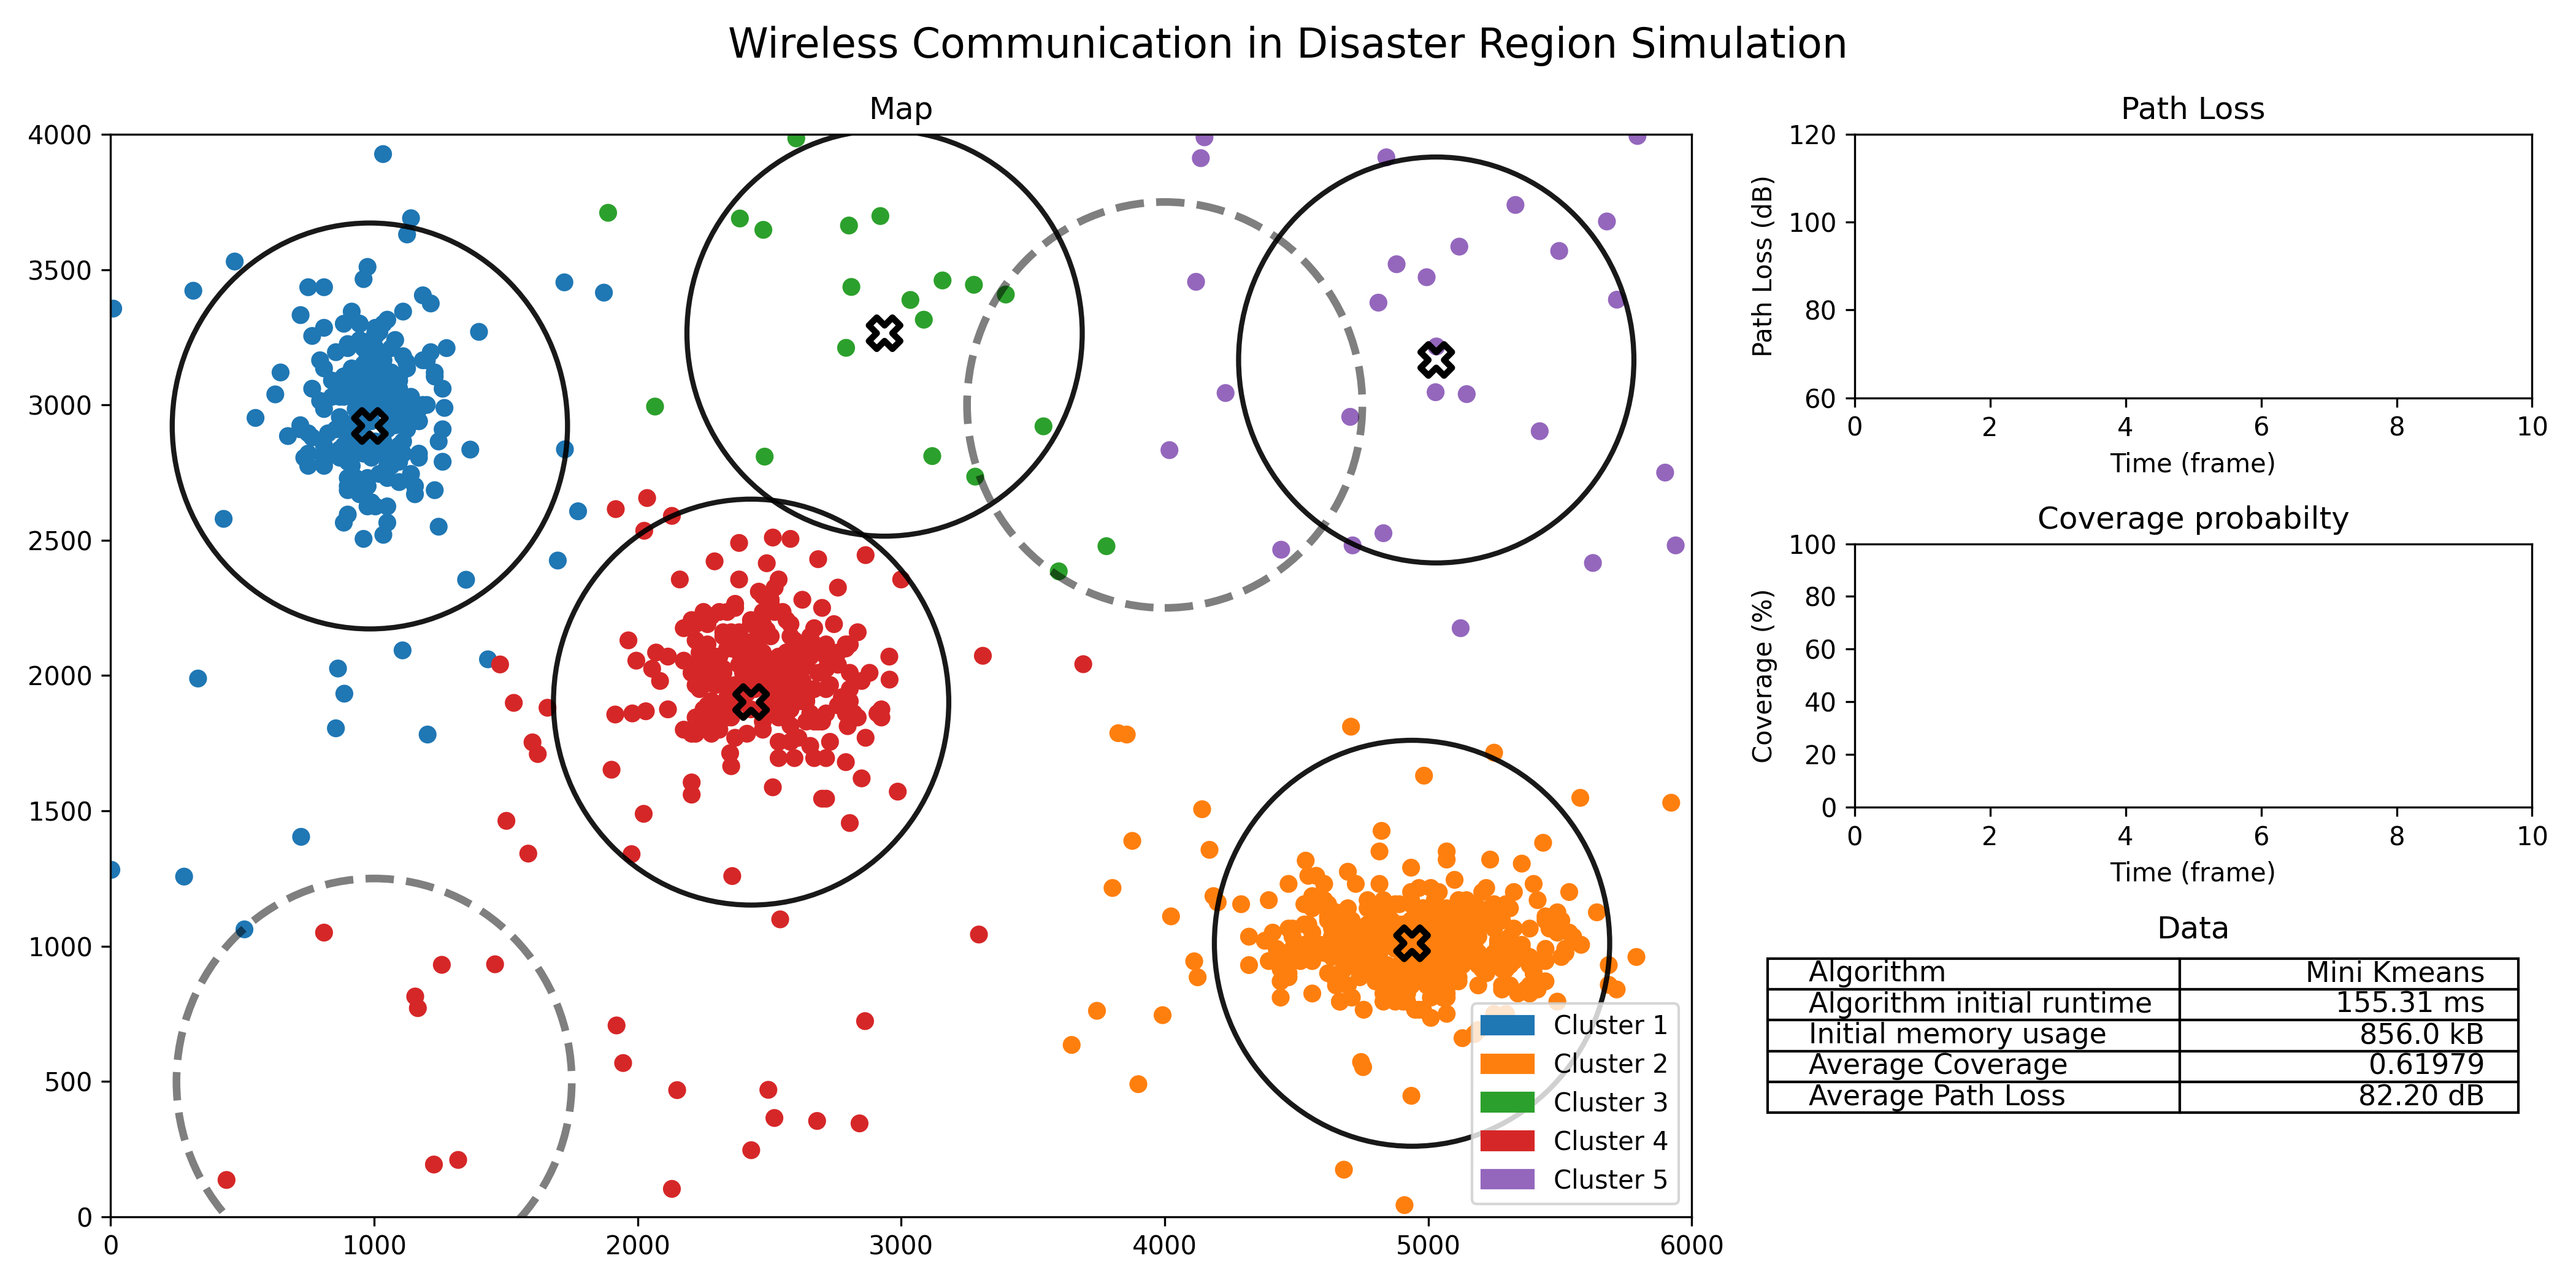 Wireless Communication in Disaster Region Simulation
Map
4000
3500
3000
2500
2000
1500
1000
500
0
0 1000 2000 3000 4000 5000 6000
Cluster 1
Cluster 2
Cluster 3
Cluster 4
Cluster 5
Path Loss
Path Loss (dB)
120
100
80
60
0 2 4 6 8 10
Time (frame)
Coverage probabilty
Coverage (%)
100
80
60
40
20
0
0 2 4 6 8 10
Time (frame)
Data
Algorithm Mini Kmeans
Algorithm initial runtime 155.31 ms
Initial memory usage 856.0 kB
Average Coverage 0.61979
Average Path Loss 82.20 dB